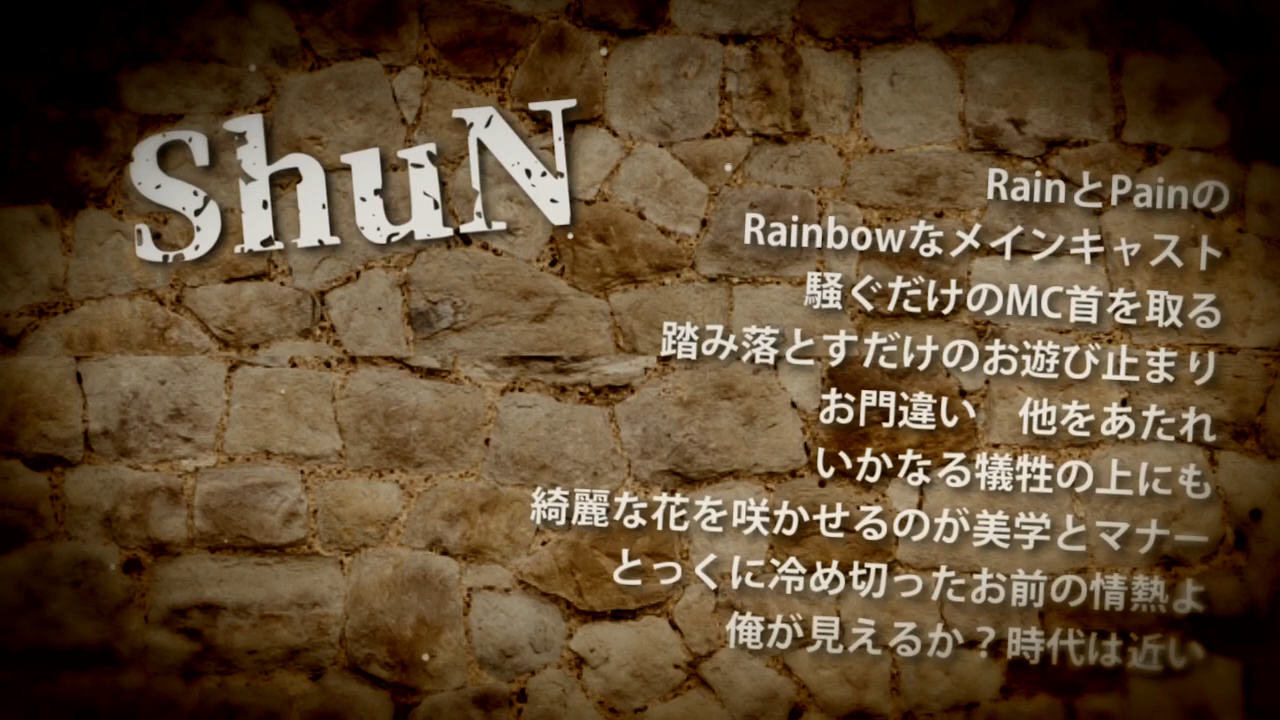 ShuN
RainとPainの
Rainbowなメインキャスト
騒ぐだけのMC首を取る
踏み落とすだけのお遊び止まり
お門違い　他をあたれ
いかなる犠牲の上にも
綺麗な花を咲かせるのが美学とマナー
とっくに冷め切ったお前の情熱よ
俺が見えるか？時代は近い